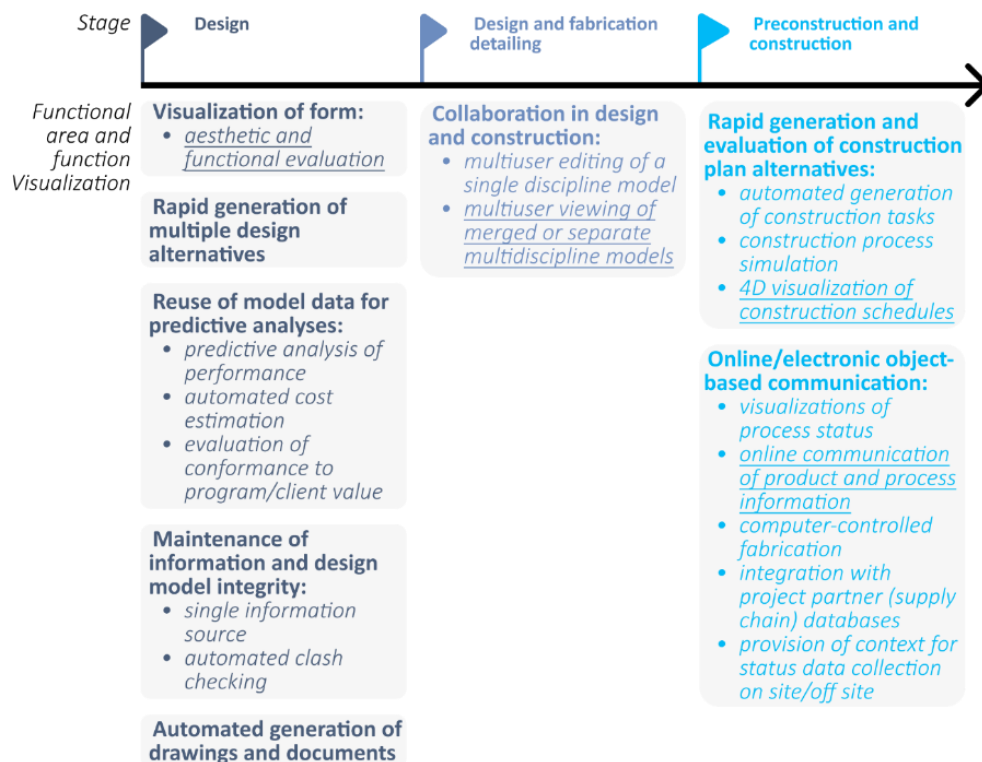 Stage
Design
Design and fabrication
detailing
Preconstruction and
construction
Functional
area and
function
Visualization
Visualization of form:
• aesthetic and
functional evaluation
Rapid generation of
multiple design
alternatives
Reuse of model data for
predictive analyses:
• predictive analysis of
performance
• automated cost
estimation
• evaluation of
conformance to
program/client value
Maintenance of
information and design
model integrity:
• single information
source
• automated clash
checking
Automated generation of
drawings and documents
Collaboration in design
and construction:
• multiuser editing of a
single discipline model
• multiuser viewing of
merged or separate
multidiscipline models
Rapid generation and
evaluation of construction
plan alternatives:
• automated generation
of construction tasks
• construction process
simulation
• 4D visualization of
construction schedules
Online/electronic object-
based communication:
• visualizations of
process status
• online communication
of product and process
information
• computer-controlled
fabrication
• integration with
project partner (supply
chain) databases
• provision of context for
status data collection
on site/off site